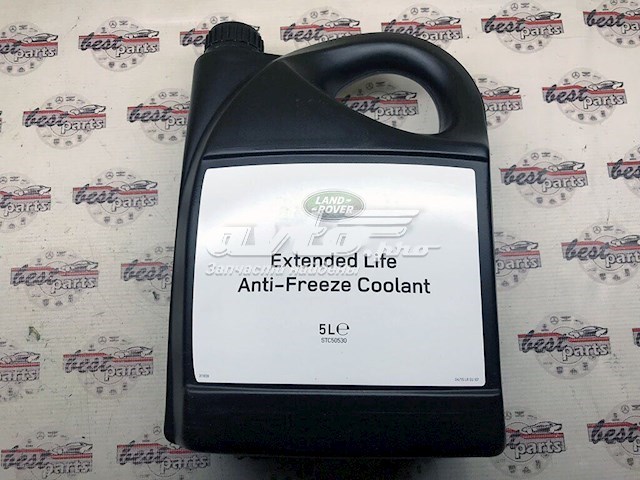 LAND-
-ROVER
Extended Life
Anti-Freeze Coolant
5L℮
STC50530
best
parts